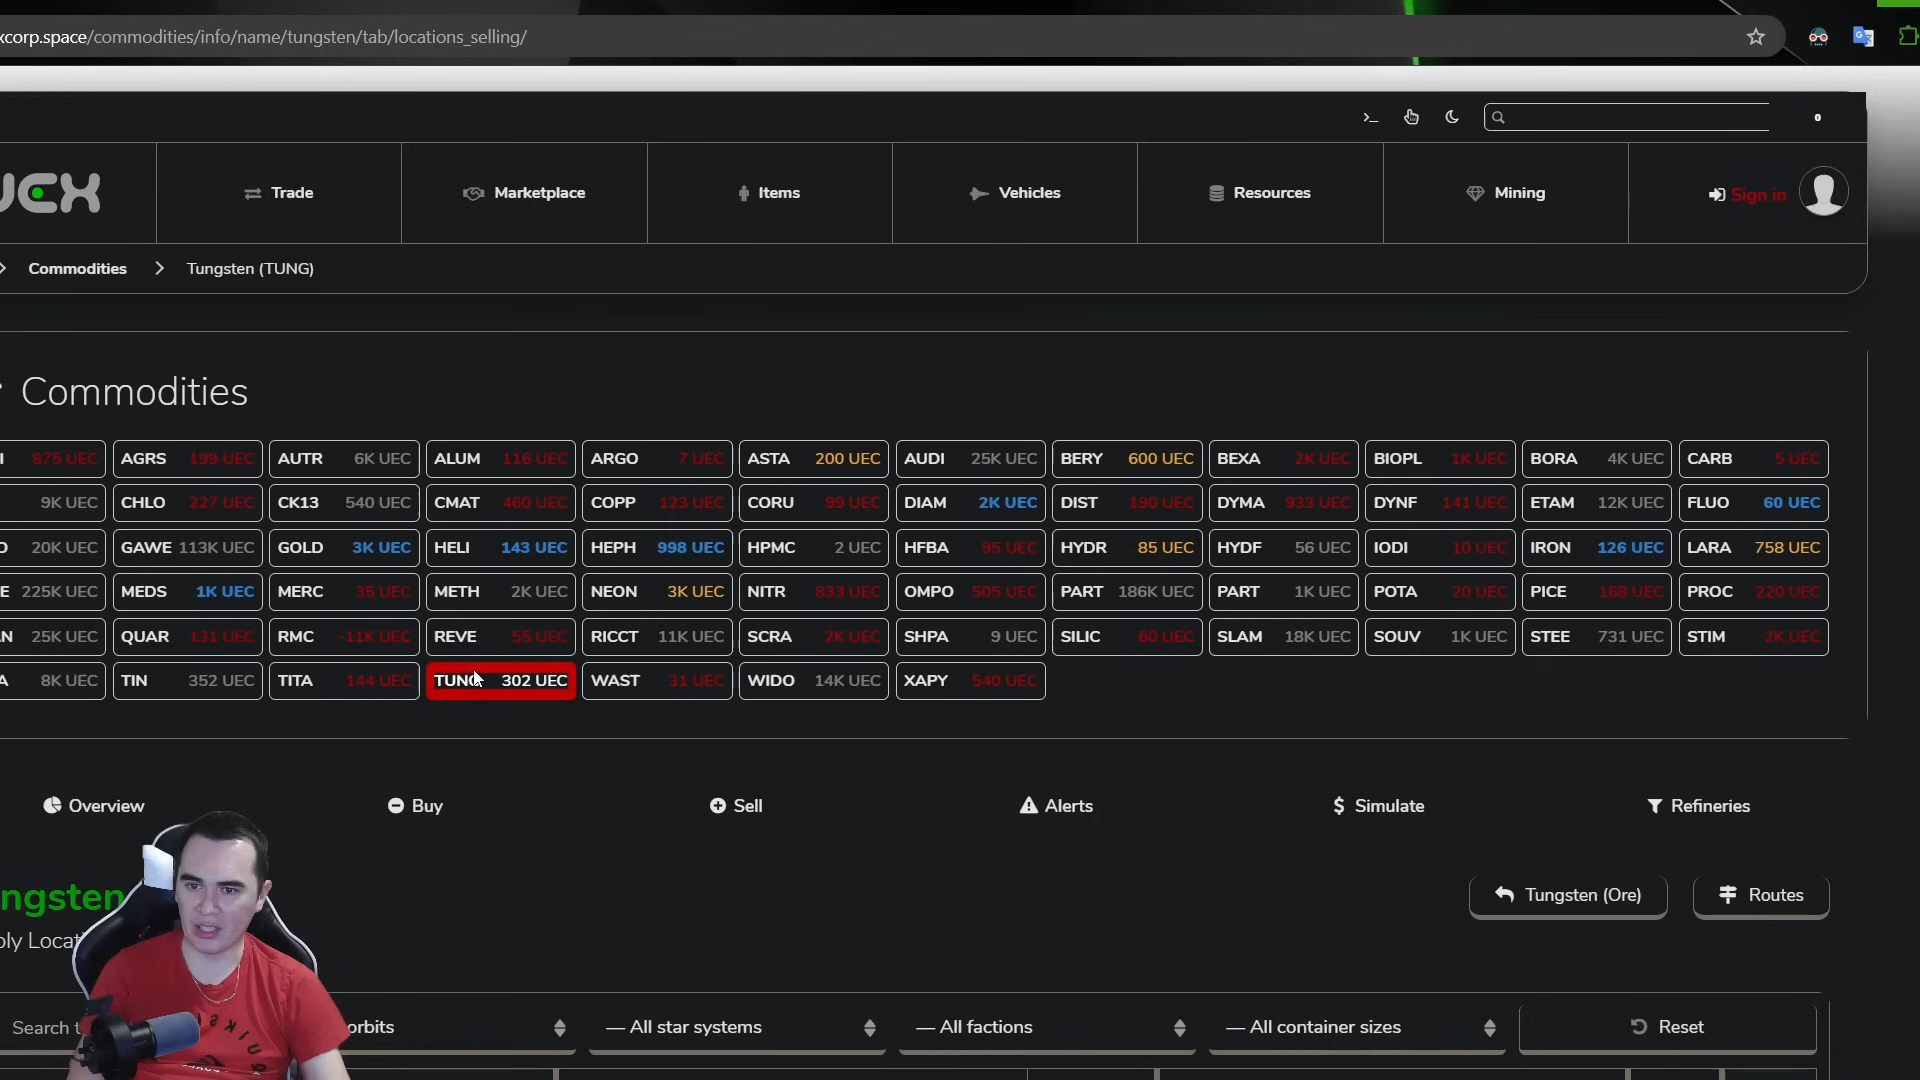 xcorp.space/commodities/info/name/tungsten/tab/locations_selling/
0
UEX
Trade
Marketplace
Items
Vehicles
Resources
Mining
Sign in
Commodities
Tungsten (TUNG)
Commodities
875 UEC AGRS 199 UEC AUTR 6K UEC ALUM 116 UEC ARGO 7 UEC ASTA 200 UEC AUDI 25K UEC BERY 600 UEC BEXA 2K UEC BIOPL 1K UEC BORA 4K UEC CARB 5 UEC
9K UEC CHLO 227 UEC CK13 540 UEC CMAT 460 UEC COPP 123 UEC CORU 99 UEC DIAM 2K UEC DIST 190 UEC DYMA 933 UEC DYNF 141 UEC ETAM 12K UEC FLUO 60 UEC
20K UEC GAWE 113K UEC GOLD 3K UEC HELI 143 UEC HEPH 998 UEC HPMC 2 UEC HFBA 95 UEC HYDR 85 UEC HYDF 56 UEC IODI 10 UEC IRON 126 UEC LARA 758 UEC
E 225K UEC MEDS 1K UEC MERC 35 UEC METH 2K UEC NEON 3K UEC NITR 833 UEC OMPO 505 UEC PART 186K UEC PART 1K UEC POTA 20 UEC PICE 168 UEC PROC 220 UEC
N 25K UEC QUAR 131 UEC RMC -11K UEC REVE 55 UEC RICCT 11K UEC SCRA 2K UEC SHPA 9 UEC SILIC 60 UEC SLAM 18K UEC SOUV 1K UEC STEE 731 UEC STIM 2K UEC
A 8K UEC TIN 352 UEC TITA 144 UEC TUNG 302 UEC WAST 31 UEC WIDO 14K UEC XAPY 540 UEC
Overview
Buy
Sell
Alerts
Simulate
Refineries
ngsten
Tungsten (Ore)
Routes
ply Locat
Search t
orbits
— All star systems
— All factions
— All container sizes
Reset